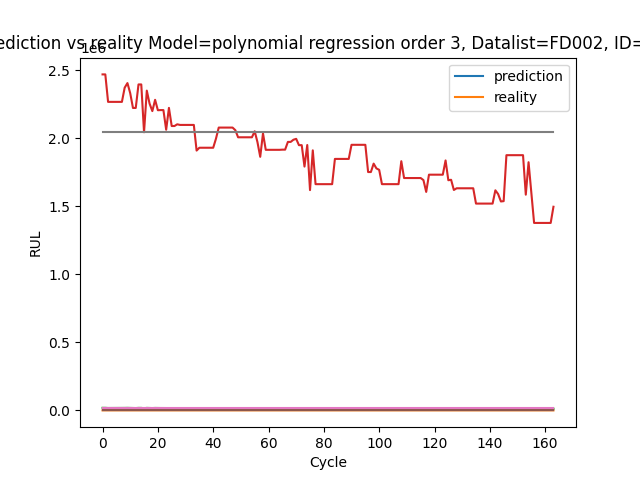 ediction vs reality Model=polynomial regression order 3, Datalist=FD002, ID=
1e6
2.5
2.0
1.5
1.0
0.5
0.0
RUL
prediction
reality
0 20 40 60 80 100 120 140 160
Cycle